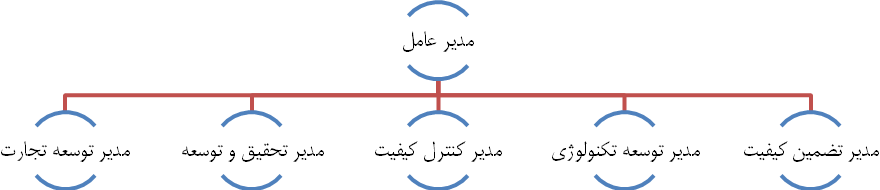 مدیر عامل
مدیر تضمین کیفیت
مدیر توسعه تکنولوژی
مدیر کنترل کیفیت
مدیر تحقیق و توسعه
مدیر توسعه تجارت